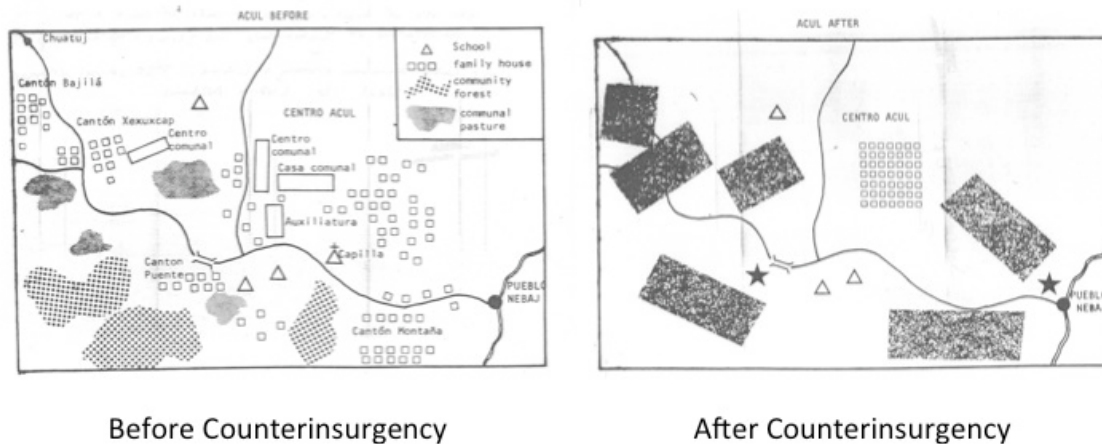 ACUL BEFORE
Chuatuj
Cantón Bajilá
Cantón Xexuxcap
Centro
comunal
CENTRO ACUL
Centro
comunal
Casa comunal
Auxiliatura
Capilla
Canton
Puente
PUEBLO
NEBAJ
Cantón Montaña
School
family house
community
forest
communal
pasture
ACUL AFTER
CENTRO ACUL
PUEBLO
NEBAJ
Before Counterinsurgency
After Counterinsurgency